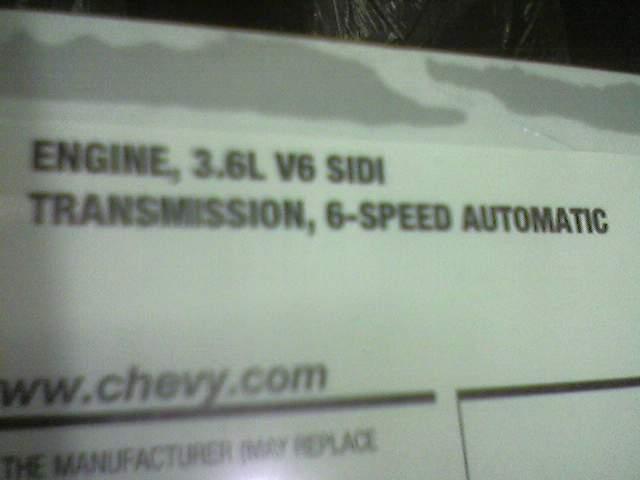 ENGINE, 3.6L V6 SIDI
TRANSMISSION, 6-SPEED AUTOMATIC
www.chevy.com
THE MANUFACTURER (MAY REPLACE